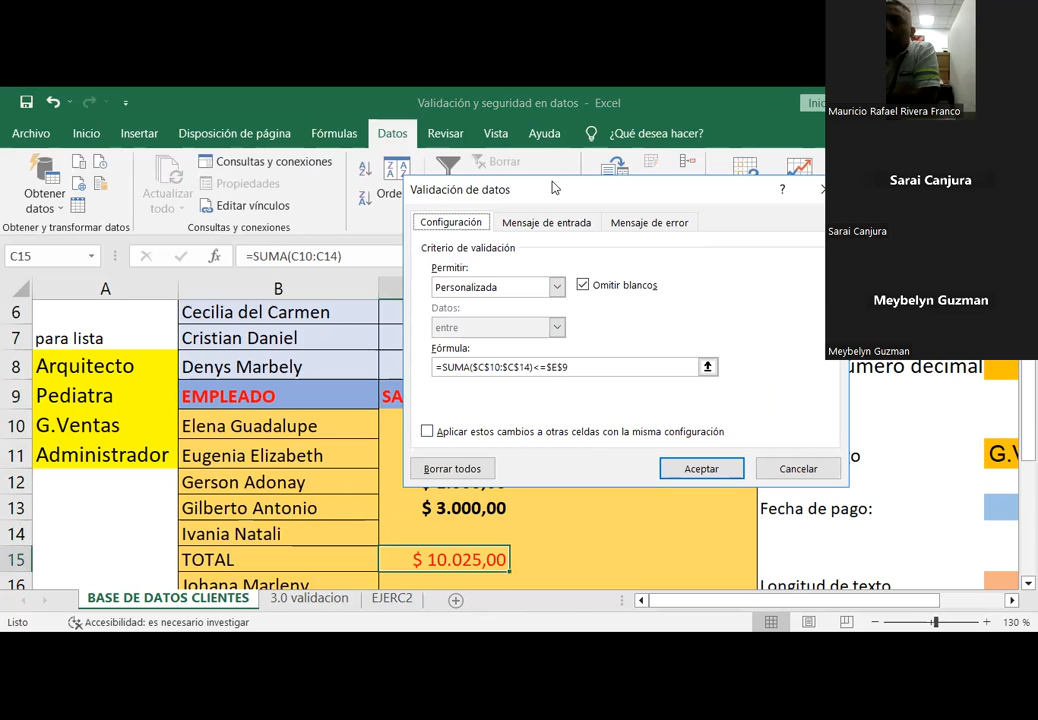 Mauricio Rafael Rivera Franco
Sarai Canjura
Sarai Canjura
Meybelyn Guzman
Meybelyn Guzman
Validación y seguridad en datos - Excel
Archivo Inicio Insertar Disposición de página Fórmulas Datos Revisar Vista Ayuda ¿Qué desea hacer?
Obtener datos
Actualizar todo
Consultas y conexiones
Propiedades
Editar vínculos
Borrar
Obtener y transformar datos
Consultas y conexiones
C15 =SUMA(C10:C14)
Validación de datos ?
Configuración Mensaje de entrada Mensaje de error
Criterio de validación
Permitir:
Personalizada Omitir blancos
Datos:
entre
Fórmula:
=SUMA($C$10:$C$14)<=$E$9
Aplicar estos cambios a otras celdas con la misma configuración
Borrar todos Aceptar Cancelar
A B
6 Cecilia del Carmen
7 para lista Cristian Daniel
8 Arquitecto Denys Marbely
9 Pediatra EMPLEADO SA
10 G.Ventas Elena Guadalupe
11 Administrador Eugenia Elizabeth
12 Gerson Adonay
13 Gilberto Antonio $ 3.000,00 Fecha de pago:
14 Ivania Natali
15 TOTAL $ 10.025,00
16 Johana Marleny Longitud de texto
BASE DE DATOS CLIENTES 3.0 validacion EJERC2
Listo Accesibilidad: es necesario investigar 130 %